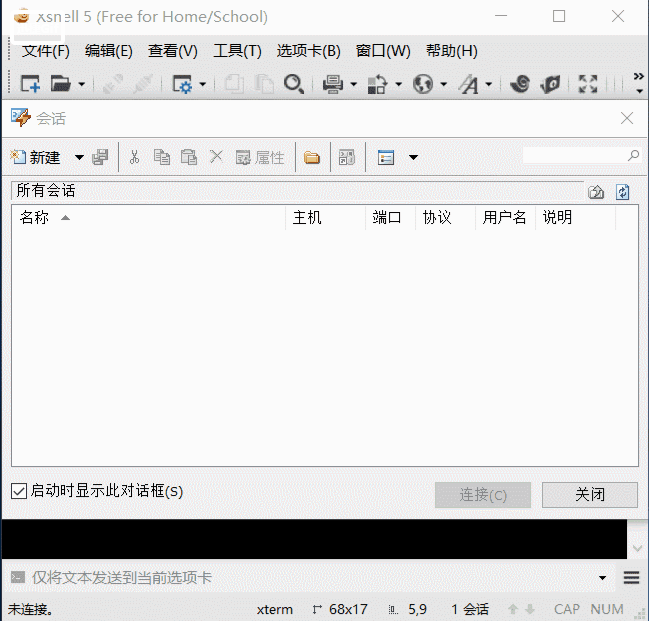 Xshell 5 (Free for Home/School)
文件(F) 编辑(E) 查看(V) 工具(T) 选项卡(B) 窗口(W) 帮助(H)
会话
新建 属性
所有会话
名称 主机 端口 协议 用户名 说明
启动时显示此对话框(S) 连接(C) 关闭
仅将文本发送到当前选项卡
未连接。 xterm 68x17 5,9 1 会话 CAP NUM